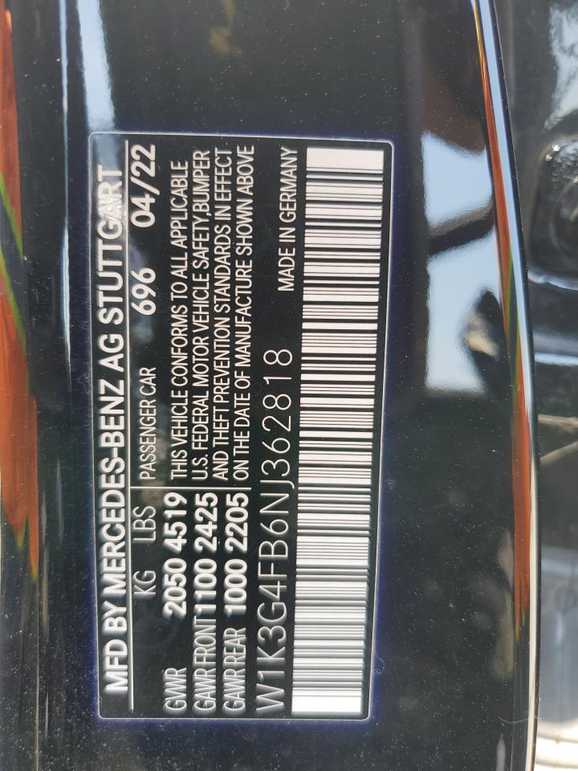 MFD BY MERCEDES-BENZ AG STUTTGART
KG LBS PASSENGER CAR 696 04/22
GVWR 2050 4519 THIS VEHICLE CONFORMS TO ALL APPLICABLE
GAWR FRONT 1100 2425 U.S. FEDERAL MOTOR VEHICLE SAFETY, BUMPER
GAWR REAR 1000 2205 AND THEFT PREVENTION STANDARDS IN EFFECT
ON THE DATE OF MANUFACTURE SHOWN ABOVE
W1K3G4FB6NJ362818 MADE IN GERMANY